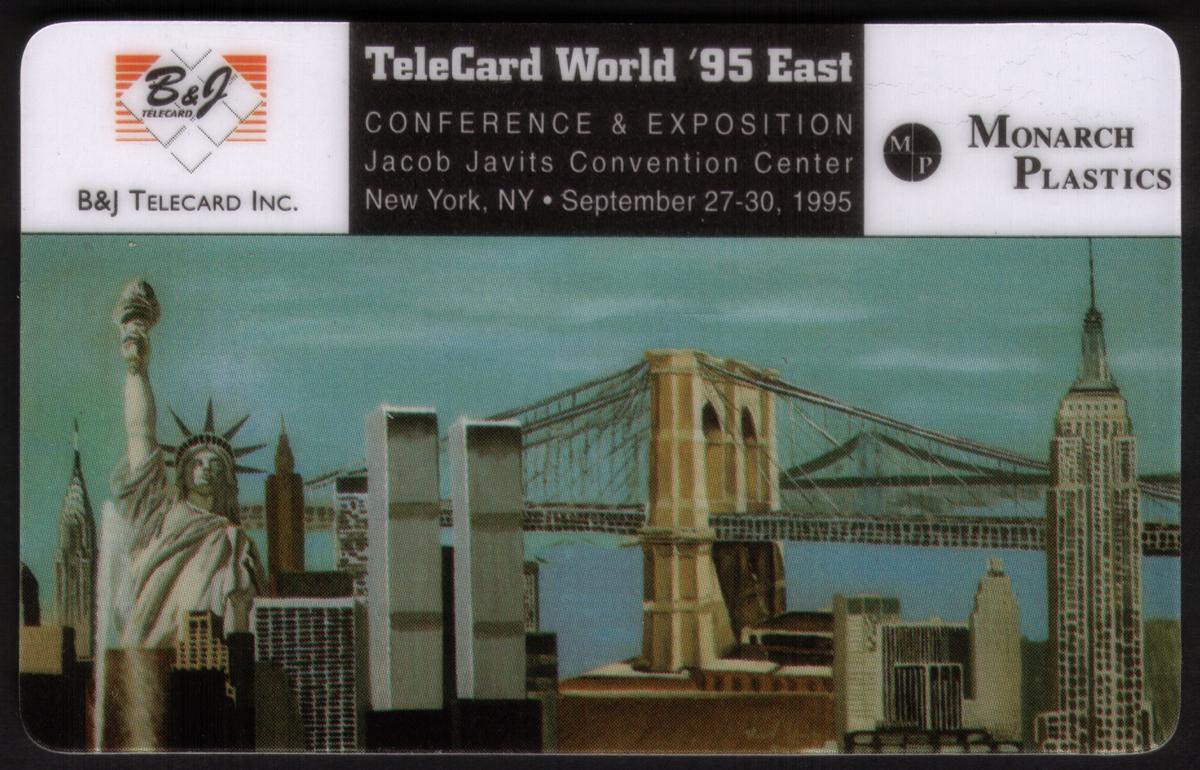 B&J
TELECARD
B&J TELECARD INC.
TeleCard World '95 East
CONFERENCE & EXPOSITION
Jacob Javits Convention Center
New York, NY • September 27-30, 1995
M P
MONARCH
PLASTICS